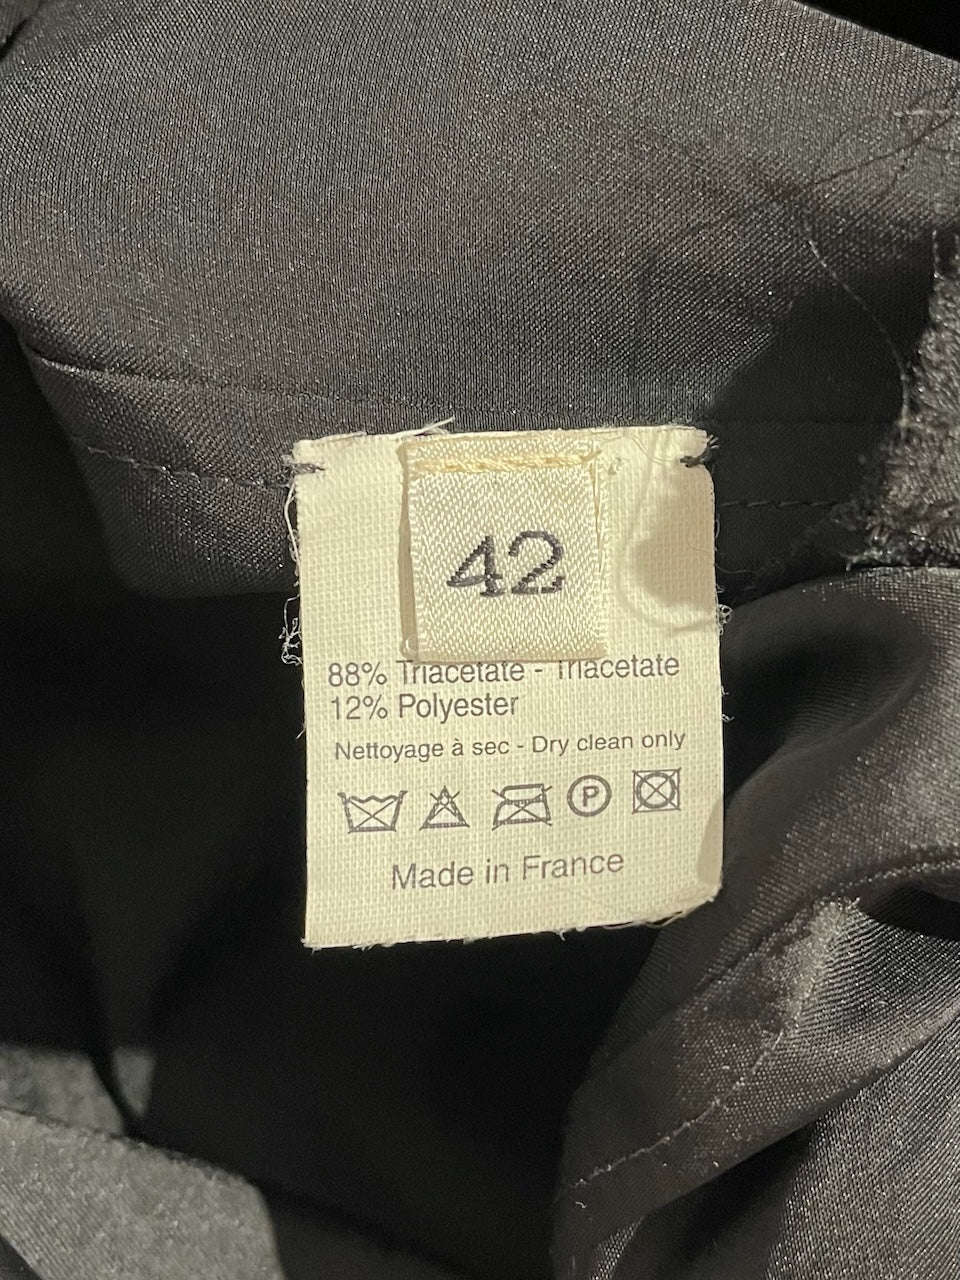 42
88% Triacetate - Triacetate
12% Polyester
Nettoyage à sec - Dry clean only
P
Made in France